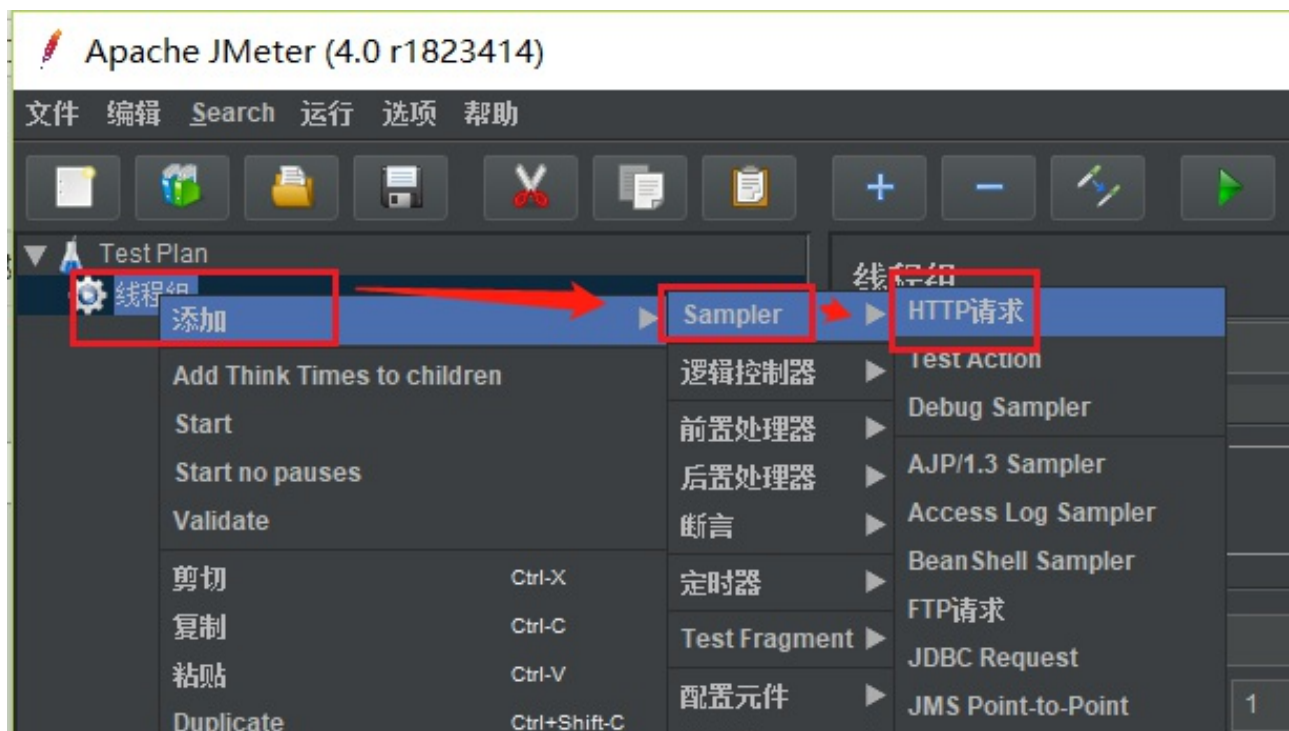 Apache JMeter (4.0 r1823414)
文件 编辑 Search 运行 选项 帮助
Test Plan
线程组
线程组
添加
Add Think Times to children
Start
Start no pauses
Validate
剪切 Ctrl-X
复制 Ctrl-C
粘贴 Ctrl-V
Duplicate Ctrl+Shift-C
Sampler
逻辑控制器
前置处理器
后置处理器
断言
定时器
Test Fragment
配置元件
HTTP请求
Test Action
Debug Sampler
AJP/1.3 Sampler
Access Log Sampler
BeanShell Sampler
FTP请求
JDBC Request
JMS Point-to-Point
1